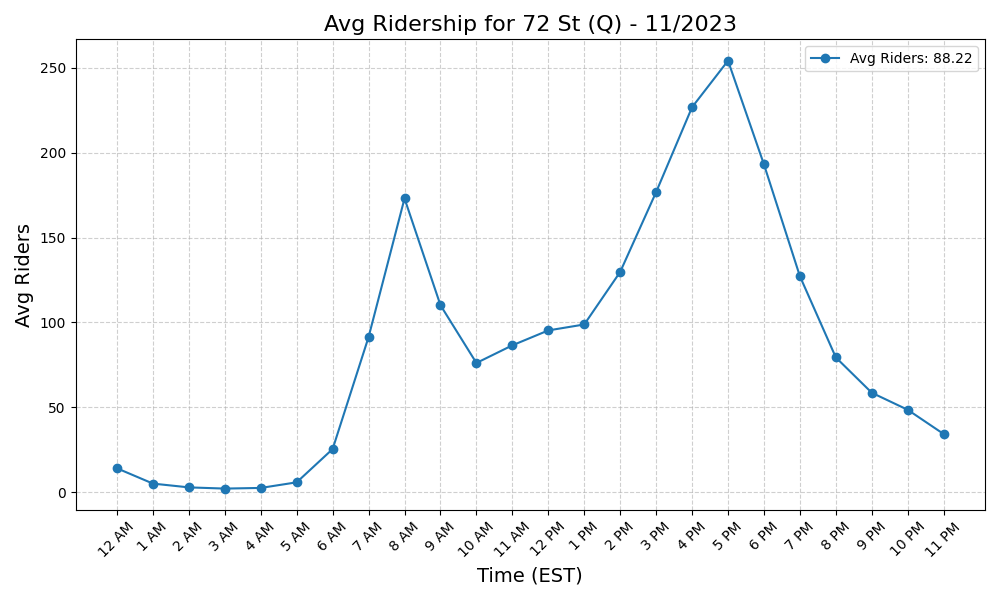 Avg Ridership for 72 St (Q) - 11/2023
Avg Riders: 88.22
Avg Riders
250
200
150
100
50
0
12 AM
1 AM
2 AM
3 AM
4 AM
5 AM
6 AM
7 AM
8 AM
9 AM
10 AM
11 AM
12 PM
1 PM
2 PM
3 PM
4 PM
5 PM
6 PM
7 PM
8 PM
9 PM
10 PM
11 PM
Time (EST)